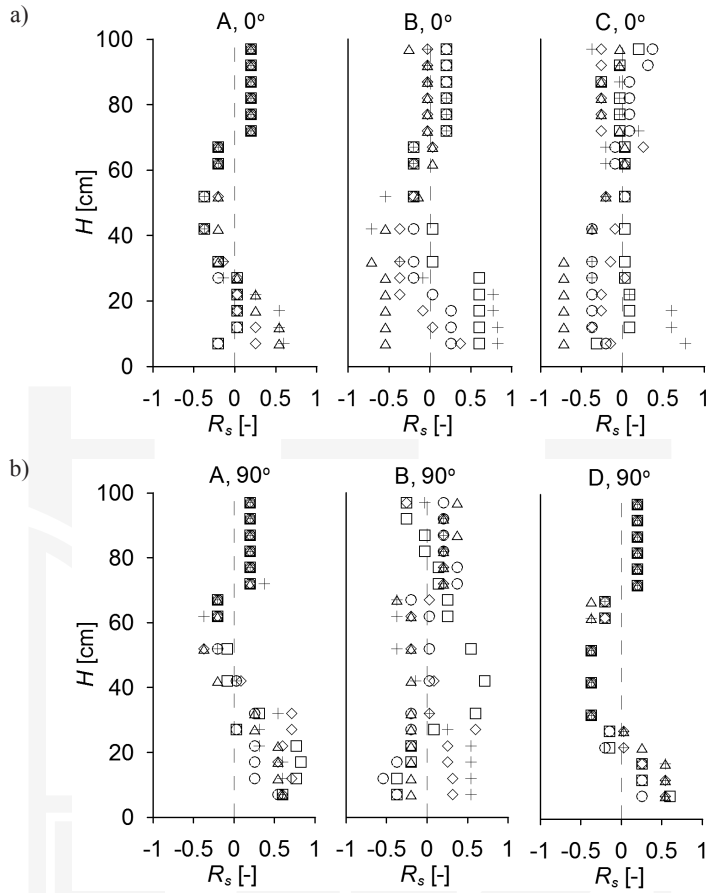 a)
A, 0°
B, 0°
C, 0°
100
80
60
40
20
0
H [cm]
-1 -0.5 0 0.5 1
-1 -0.5 0 0.5 1
-1 -0.5 0 0.5 1
Rs [-]
Rs [-]
Rs [-]
b)
A, 90°
B, 90°
D, 90°
100
80
60
40
20
0
H [cm]
-1 -0.5 0 0.5 1
-1 -0.5 0 0.5 1
-1 -0.5 0 0.5 1
Rs [-]
Rs [-]
Rs [-]